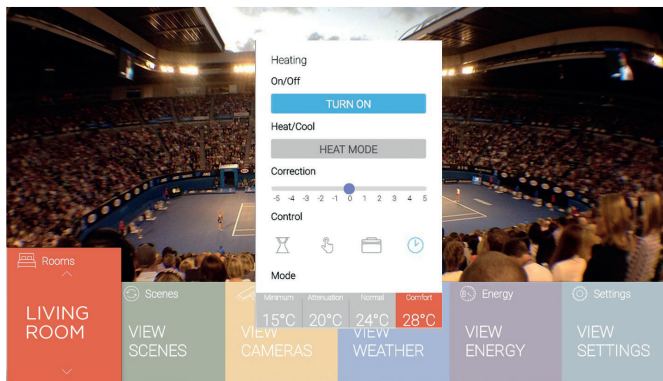 Heating
On/Off
TURN ON
Heat/Cool
HEAT MODE
Correction
-5 -4 -3 -2 -1 0 1 2 3 4 5
Control
Mode
Minimum Attenuation Normal Comfort
15°C 20°C 24°C 28°C
Rooms
LIVING
ROOM
Scenes
VIEW
SCENES
VIEW
CAMERAS
VIEW
WEATHER
Energy
VIEW
ENERGY
Settings
VIEW
SETTINGS